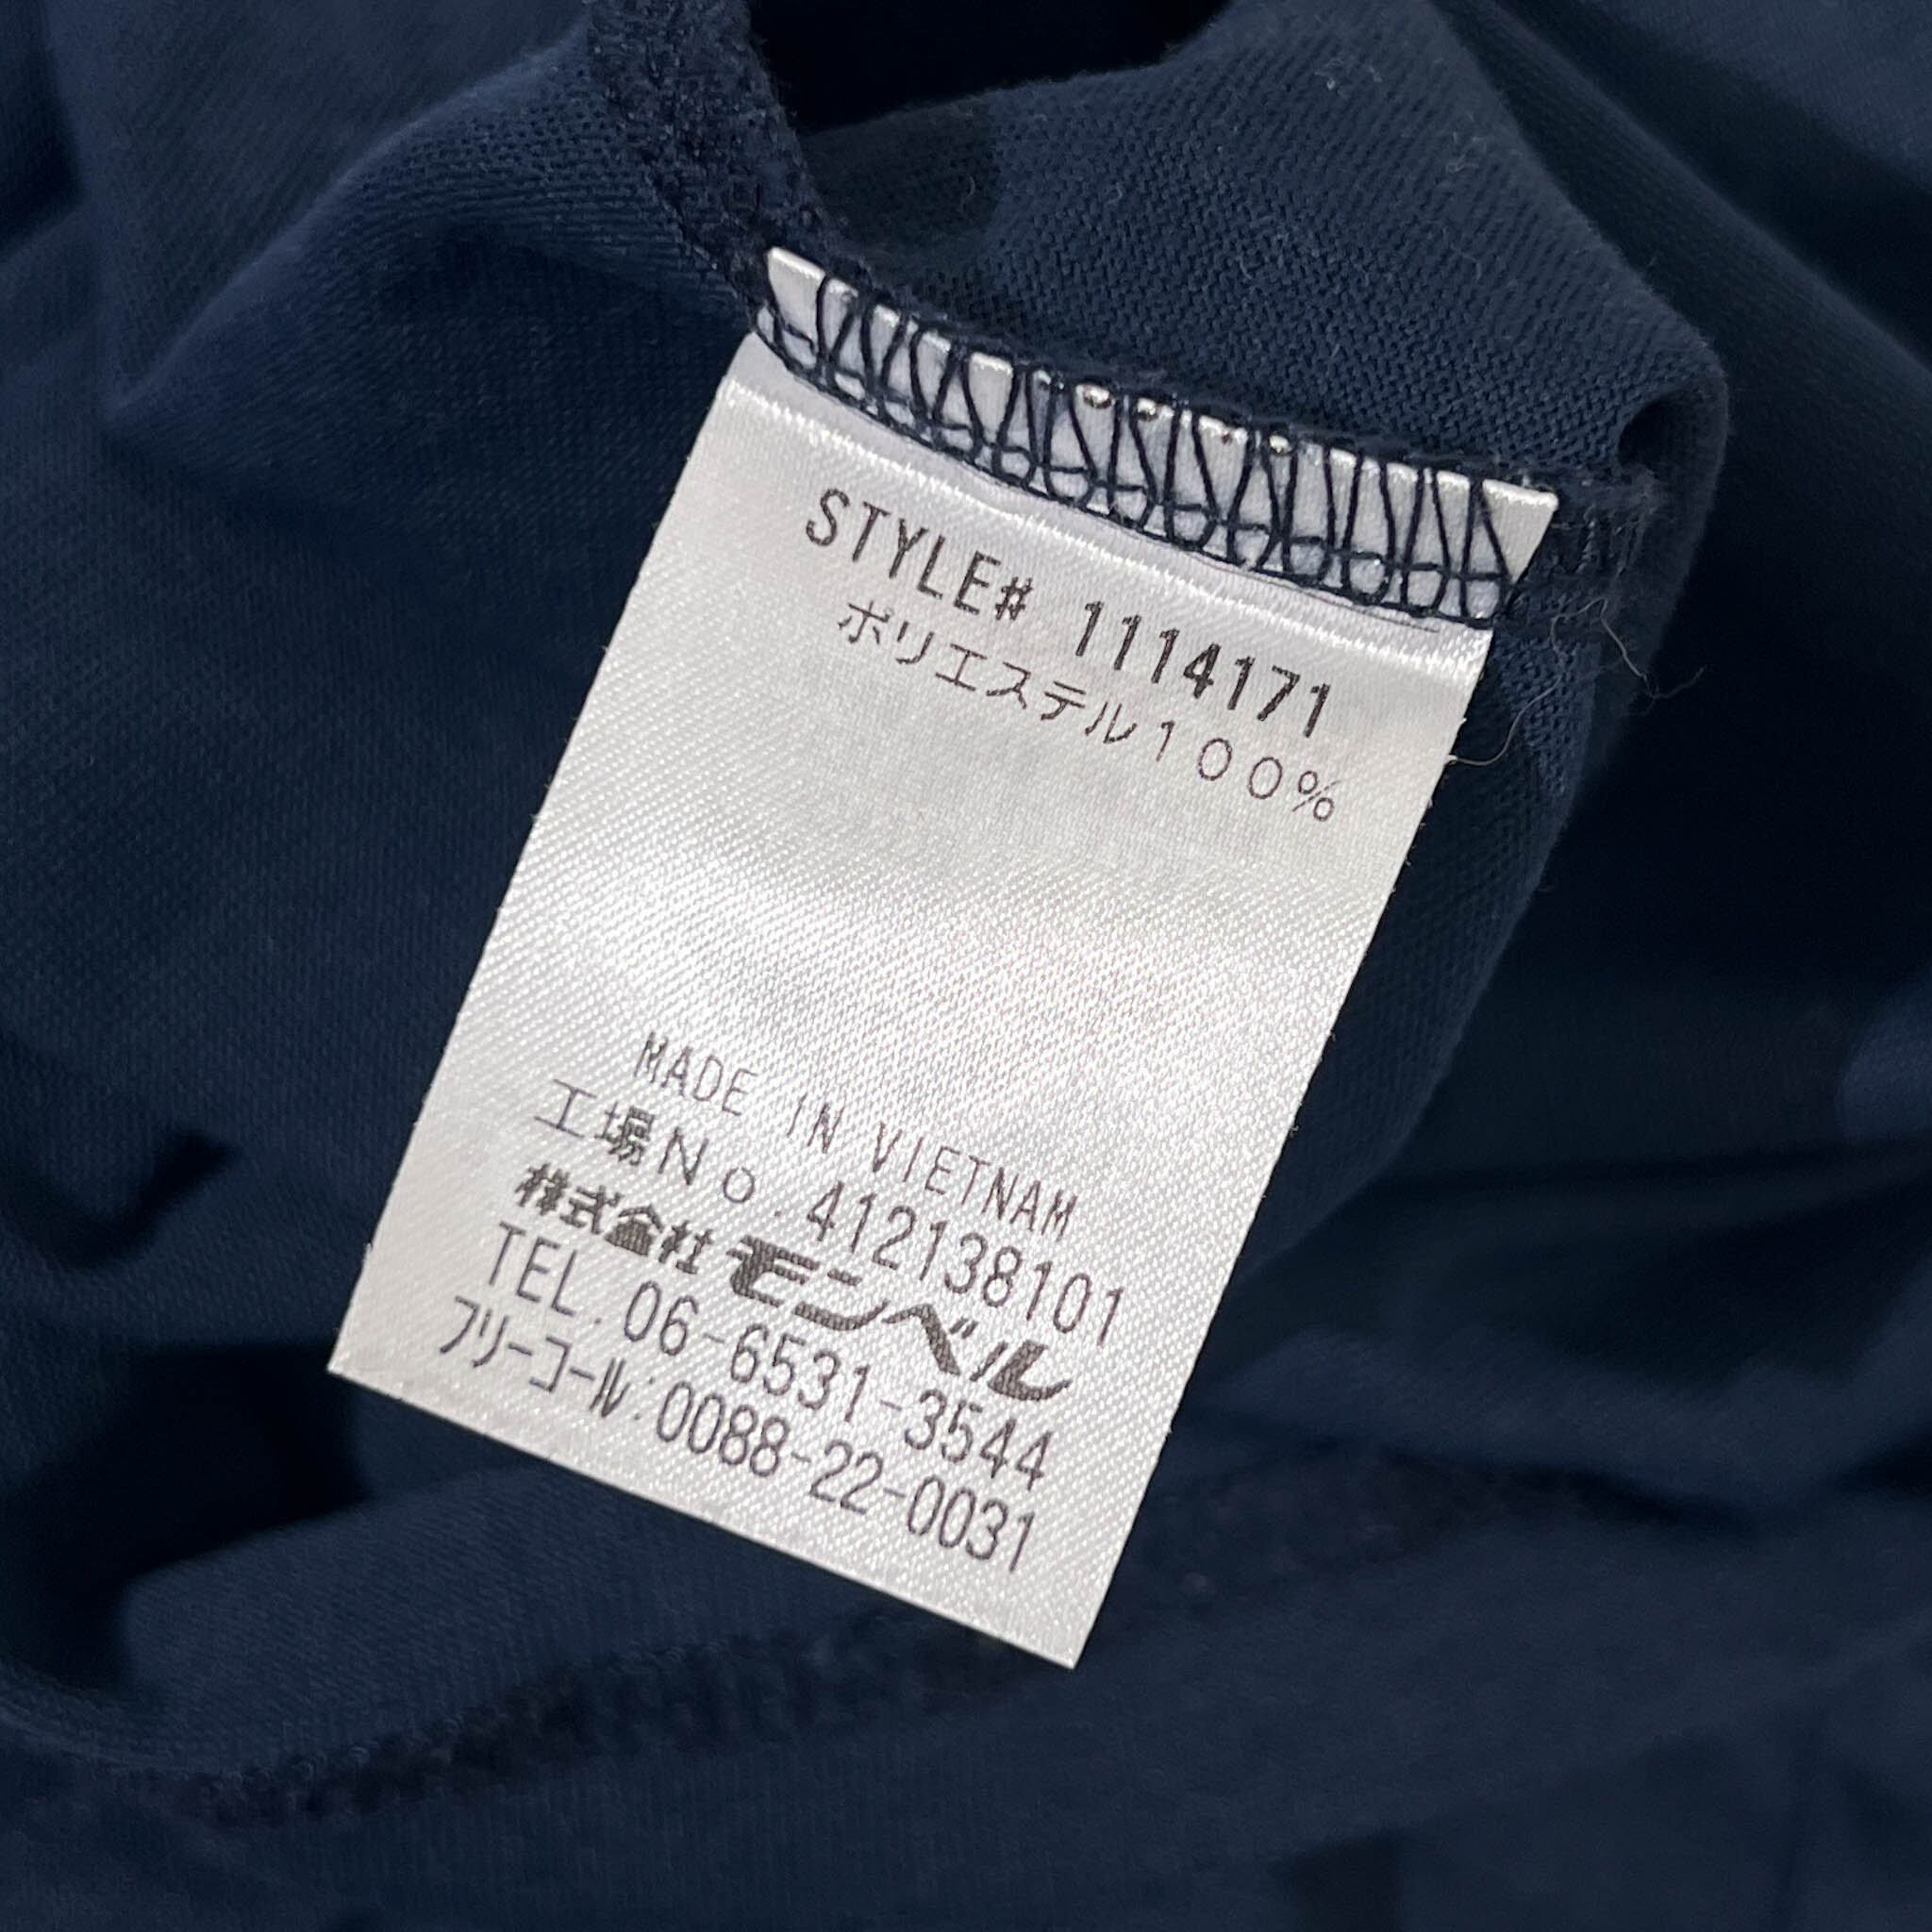 STYLE# 1114171
ポリエステル１００％
MADE IN VIETNAM
工場Ｎｏ．412138101
株式会社モンベル
TEL.06-6531-3544
フリーコール:0088-22-0031